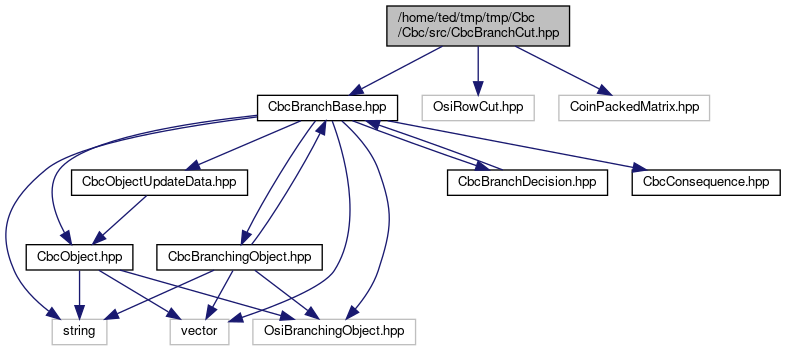 /home/ted/tmp/tmp/Cbc
/Cbc/src/CbcBranchCut.hpp
CbcBranchBase.hpp
OsiRowCut.hpp
CoinPackedMatrix.hpp
CbcObjectUpdateData.hpp
CbcBranchDecision.hpp
CbcConsequence.hpp
CbcObject.hpp
CbcBranchingObject.hpp
string
vector
OsiBranchingObject.hpp